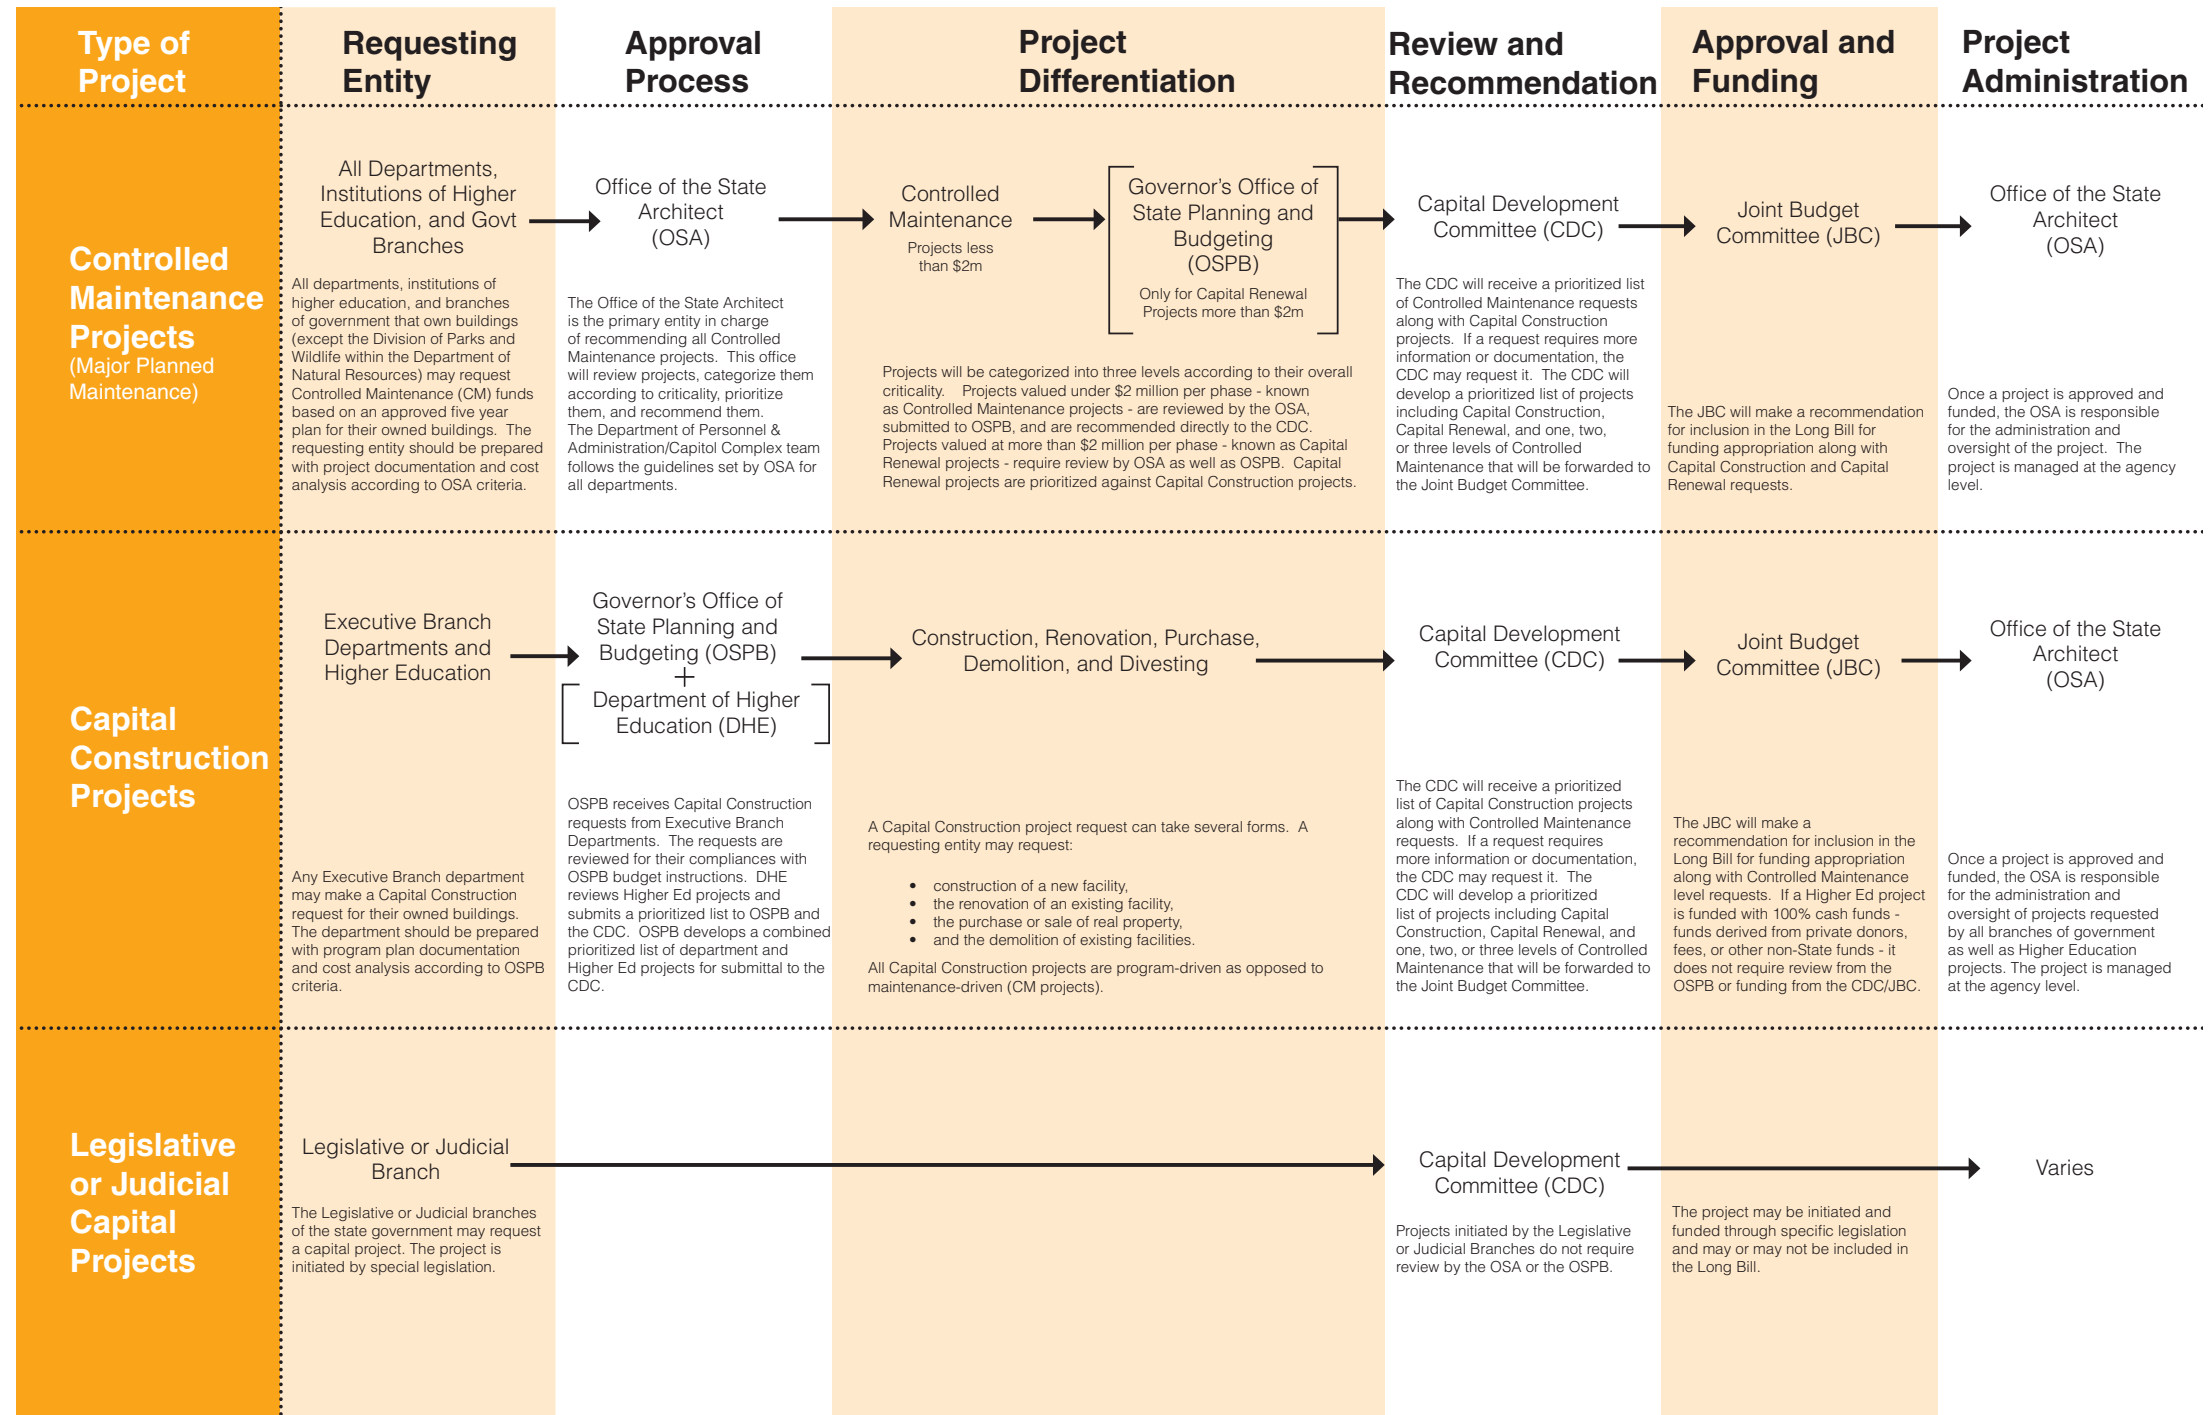 Type of
Project
Requesting
Entity
Approval
Process
Project
Differentiation
Review and
Recommendation
Approval and
Funding
Project
Administration
Controlled
Maintenance
Projects
(Major Planned
Maintenance)
All Departments,
Institutions of Higher
Education, and Govt
Branches
All departments, institutions of
higher education, and branches
of government that own buildings
(except the Division of Parks and
Wildlife within the Department of
Natural Resources) may request
Controlled Maintenance (CM) funds
based on an approved five year
plan for their owned buildings. The
requesting entity should be prepared
with project documentation and cost
analysis according to OSA criteria.
Office of the State
Architect
(OSA)
The Office of the State Architect
is the primary entity in charge
of recommending all Controlled
Maintenance projects. This office
will review projects, categorize them
according to criticality, prioritize
them, and recommend them.
The Department of Personnel &
Administration/Capitol Complex team
follows the guidelines set by OSA for
all departments.
Controlled
Maintenance
Projects less
than $2m
Governor's Office of
State Planning and
Budgeting
(OSPB)
Only for Capital Renewal
Projects more than $2m
Projects will be categorized into three levels according to their overall
criticality. Projects valued under $2 million per phase - known
as Controlled Maintenance projects - are reviewed by the OSA,
submitted to OSPB, and are recommended directly to the CDC.
Projects valued at more than $2 million per phase - known as Capital
Renewal projects - require review by OSA as well as OSPB. Capital
Renewal projects are prioritized against Capital Construction projects.
Capital Development
Committee (CDC)
The CDC will receive a prioritized list
of Controlled Maintenance requests
along with Capital Construction
projects. If a request requires more
information or documentation, the
CDC may request it. The CDC will
develop a prioritized list of projects
including Capital Construction,
Capital Renewal, and one, two,
or three levels of Controlled
Maintenance that will be forwarded to
the Joint Budget Committee.
Joint Budget
Committee (JBC)
The JBC will make a recommendation
for inclusion in the Long Bill for
funding appropriation along with
Capital Construction and Capital
Renewal requests.
Office of the State
Architect
(OSA)
Once a project is approved and
funded, the OSA is responsible
for the administration and
oversight of the project. The
project is managed at the agency
level.
Capital
Construction
Projects
Executive Branch
Departments and
Higher Education
Any Executive Branch department
may make a Capital Construction
request for their owned buildings.
The department should be prepared
with program plan documentation
and cost analysis according to OSPB
criteria.
Governor's Office of
State Planning and
Budgeting (OSPB)
+
Department of Higher
Education (DHE)
OSPB receives Capital Construction
requests from Executive Branch
Departments. The requests are
reviewed for their compliances with
OSPB budget instructions. DHE
reviews Higher Ed projects and
submits a prioritized list to OSPB and
the CDC. OSPB develops a combined
prioritized list of department and
Higher Ed projects for submittal to the
CDC.
Construction, Renovation, Purchase,
Demolition, and Divesting
A Capital Construction project request can take several forms. A
requesting entity may request:
• construction of a new facility,
• the renovation of an existing facility,
• the purchase or sale of real property,
• and the demolition of existing facilities.
All Capital Construction projects are program-driven as opposed to
maintenance-driven (CM projects).
Capital Development
Committee (CDC)
The CDC will receive a prioritized
list of Capital Construction projects
along with Controlled Maintenance
requests. If a request requires
more information or documentation,
the CDC may request it. The
CDC will develop a prioritized
list of projects including Capital
Construction, Capital Renewal, and
one, two, or three levels of Controlled
Maintenance that will be forwarded to
the Joint Budget Committee.
Joint Budget
Committee (JBC)
The JBC will make a
recommendation for inclusion in the
Long Bill for funding appropriation
along with Controlled Maintenance
level requests. If a Higher Ed project
is funded with 100% cash funds -
funds derived from private donors,
fees, or other non-State funds - it
does not require review from the
OSPB or funding from the CDC/JBC.
Office of the State
Architect
(OSA)
Once a project is approved and
funded, the OSA is responsible
for the administration and
oversight of projects requested
by all branches of government
as well as Higher Education
projects. The project is managed
at the agency level.
Legislative
or Judicial
Capital
Projects
Legislative or Judicial
Branch
The Legislative or Judicial branches
of the state government may request
a capital project. The project is
initiated by special legislation.
Capital Development
Committee (CDC)
Projects initiated by the Legislative
or Judicial Branches do not require
review by the OSA or the OSPB.
The project may be initiated and
funded through specific legislation
and may or may not be included in
the Long Bill.
Varies